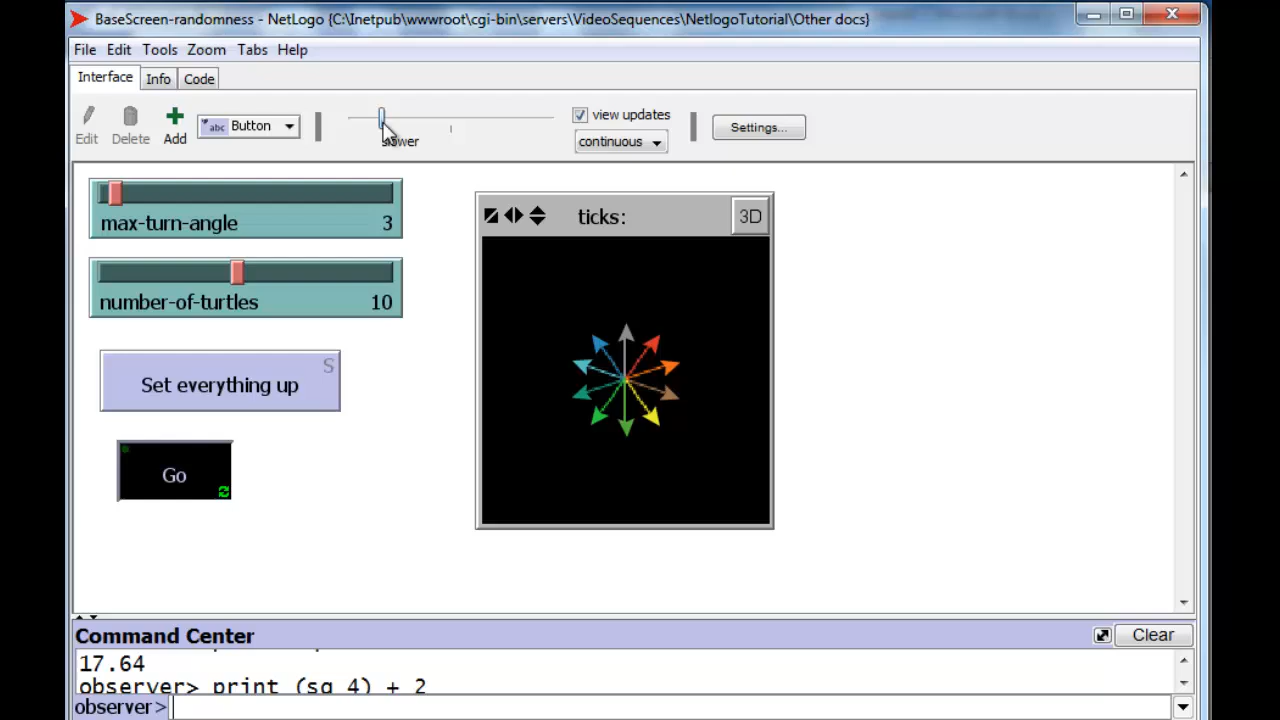 BaseScreen-randomness - NetLogo {C:\Inetpub\wwwroot\cgi-bin\servers\VideoSequences\NetlogoTutorial\Other docs}
File Edit Tools Zoom Tabs Help
Interface Info Code
Edit Delete Add abc Button slower view updates continuous Settings...
max-turn-angle 3
number-of-turtles 10
Set everything up S
Go
ticks: 3D
Command Center Clear
17.64
observer> print (sq 4) + 2
observer>